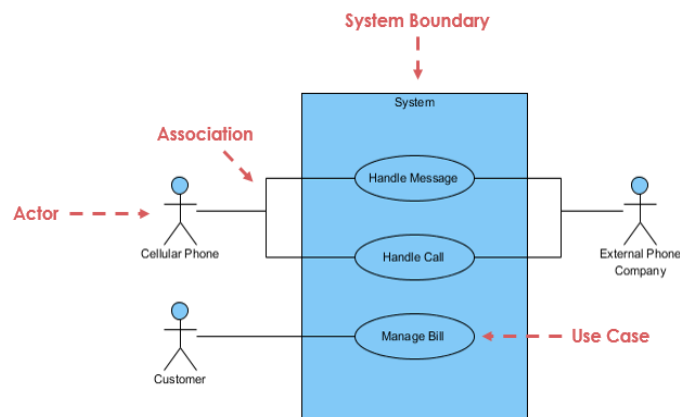 System Boundary
System
Association
Handle Message
Actor
Cellular Phone
Handle Call
External Phone
Company
Manage Bill
Use Case
Customer